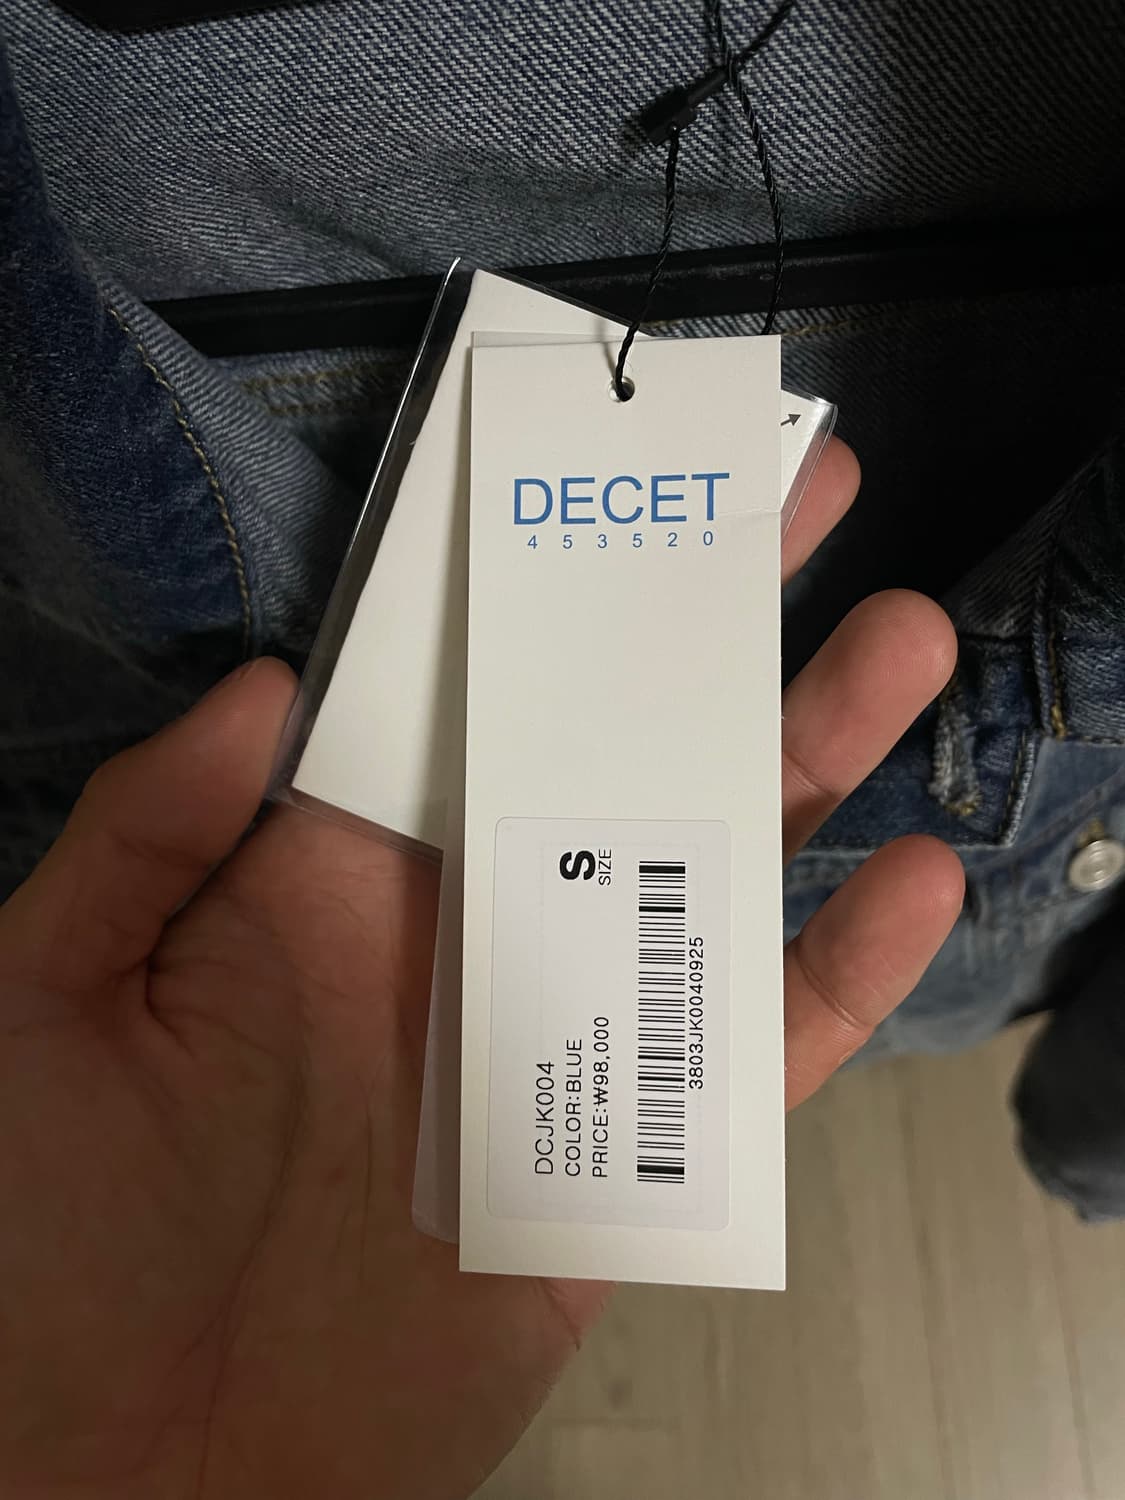 DECET
453520
S
SIZE
DCJK004
COLOR:BLUE
PRICE:₩98,000
3803JK0040925